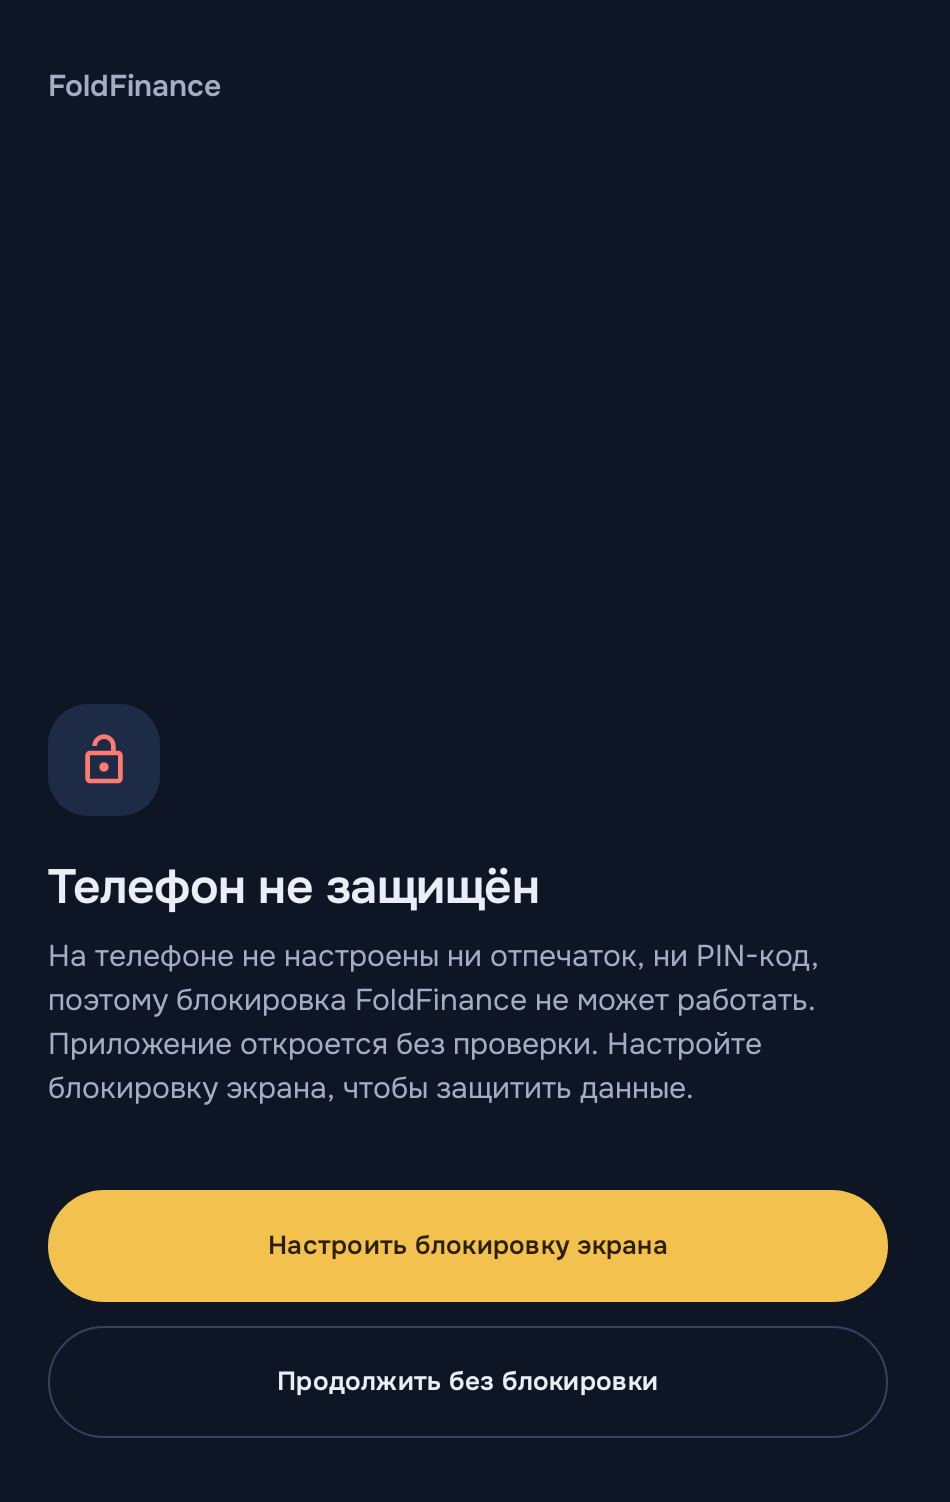 FoldFinance
Телефон не защищён
На телефоне не настроены ни отпечаток, ни PIN-код,
поэтому блокировка FoldFinance не может работать.
Приложение откроется без проверки. Настройте
блокировку экрана, чтобы защитить данные.
Настроить блокировку экрана
Продолжить без блокировки